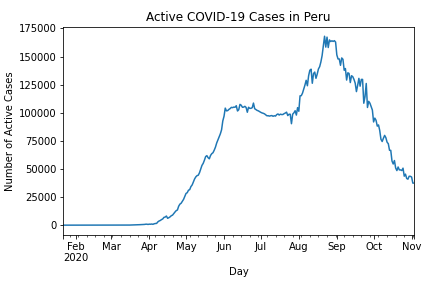 Active COVID-19 Cases in Peru
Number of Active Cases
175000
150000
125000
100000
75000
50000
25000
0
Feb Mar Apr May Jun Jul Aug Sep Oct Nov
2020
Day